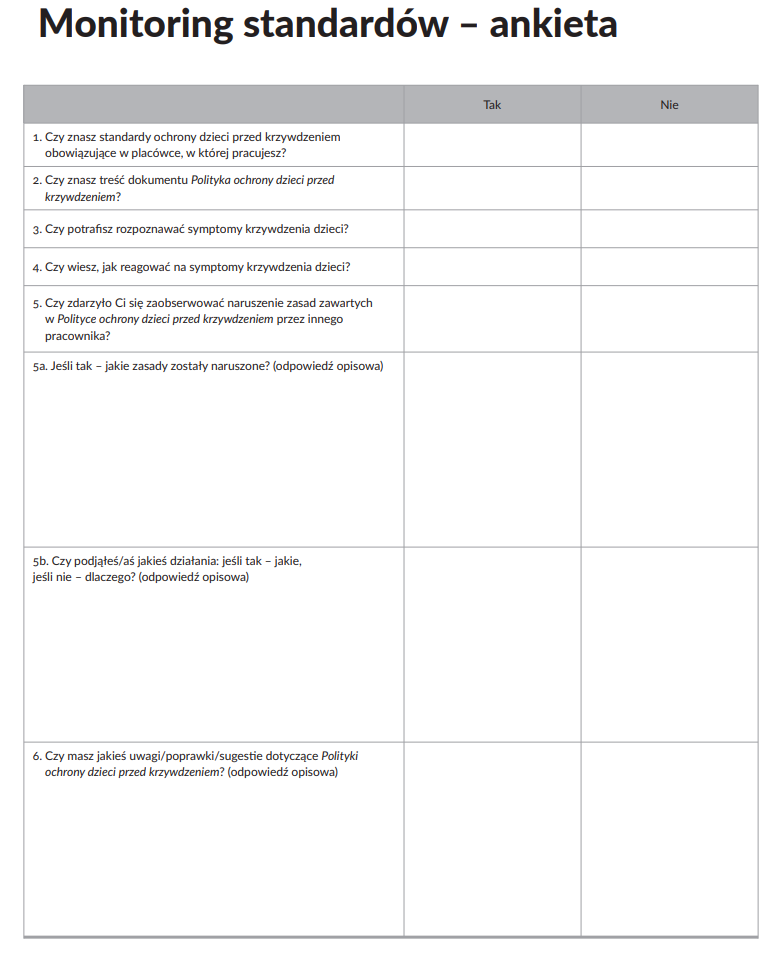 Monitoring standardów – ankieta
Tak
Nie
1. Czy znasz standardy ochrony dzieci przed krzywdzeniem
obowiązujące w placówce, w której pracujesz?
2. Czy znasz treść dokumentu Polityka ochrony dzieci przed
krzywdzeniem?
3. Czy potrafisz rozpoznawać symptomy krzywdzenia dzieci?
4. Czy wiesz, jak reagować na symptomy krzywdzenia dzieci?
5. Czy zdarzyło Ci się zaobserwować naruszenie zasad zawartych
w Polityce ochrony dzieci przed krzywdzeniem przez innego
pracownika?
5a. Jeśli tak – jakie zasady zostały naruszone? (odpowiedź opisowa)
5b. Czy podjąłeś/aś jakieś działania: jeśli tak – jakie,
jeśli nie – dlaczego? (odpowiedź opisowa)
6. Czy masz jakieś uwagi/poprawki/sugestie dotyczące Polityki
ochrony dzieci przed krzywdzeniem? (odpowiedź opisowa)